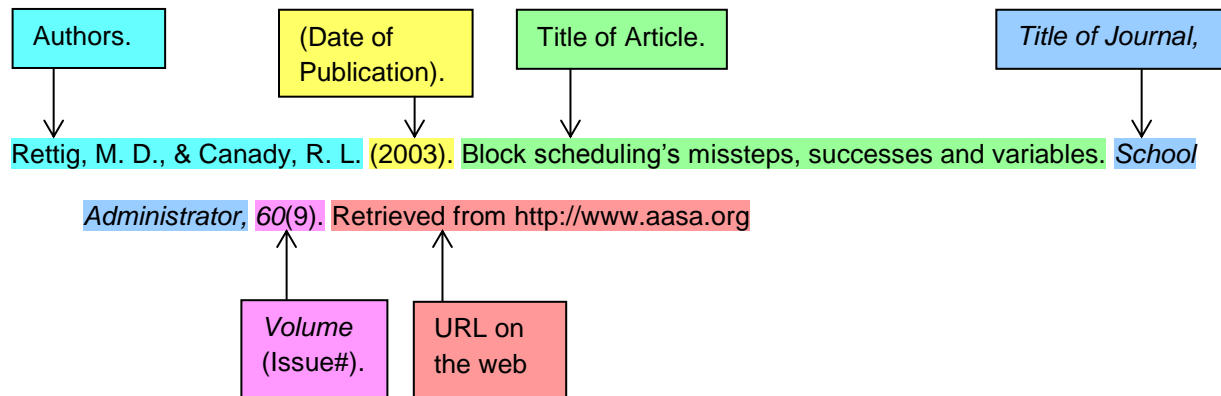 Authors.
(Date of
Publication).
Title of Article.
Title of Journal,
Rettig, M. D., & Canady, R. L. (2003). Block scheduling’s missteps, successes and variables. School
Administrator, 60(9). Retrieved from http://www.aasa.org
Volume
(Issue#).
URL on
the web